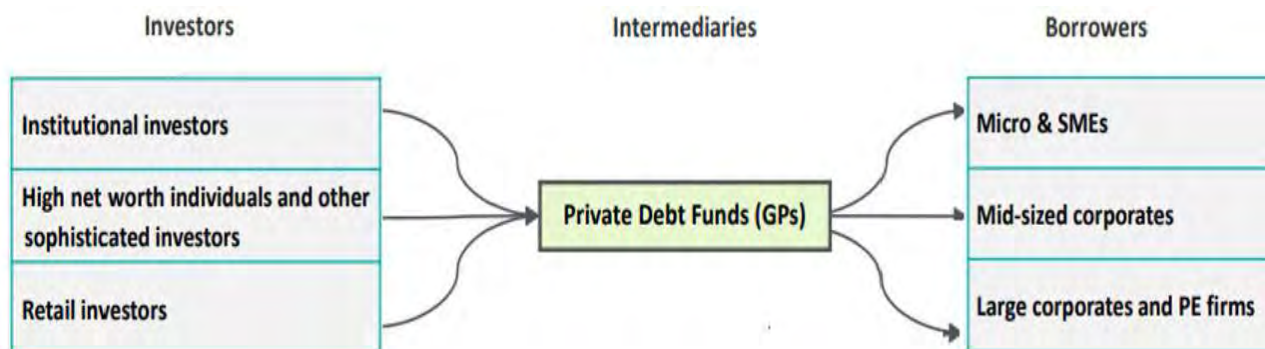 Investors
Intermediaries
Borrowers
Institutional investors
High net worth individuals and other
sophisticated investors
Retail investors
Private Debt Funds (GPs)
Micro & SMEs
Mid-sized corporates
Large corporates and PE firms